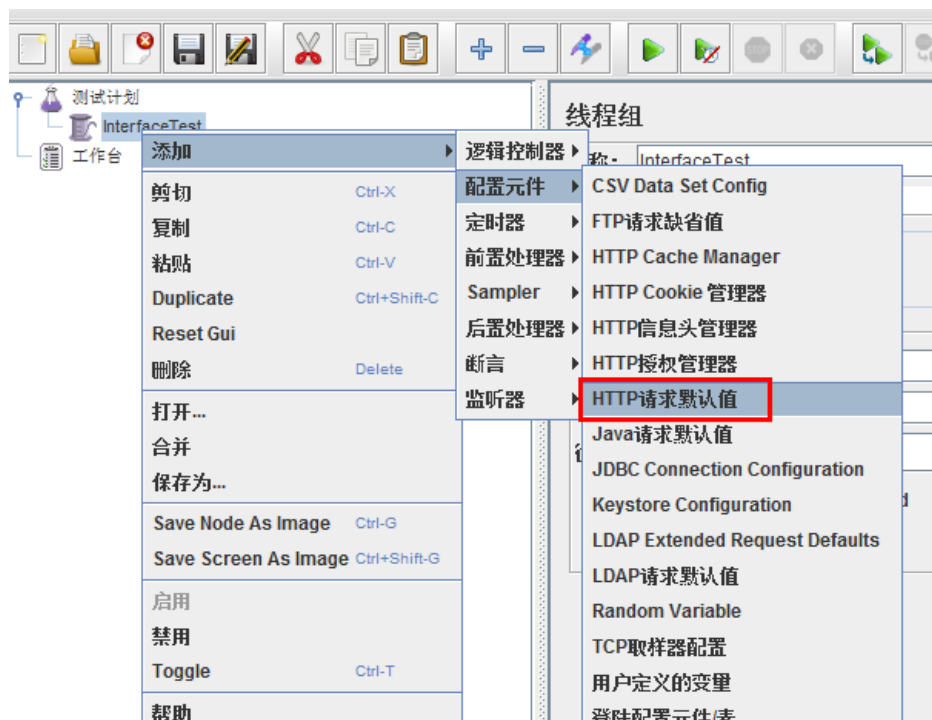 测试计划
InterfaceTest
工作台
线程组
称: InterfaceTest
添加
剪切 Ctrl-X
复制 Ctrl-C
粘贴 Ctrl-V
Duplicate Ctrl+Shift-C
Reset Gui
删除 Delete
打开...
合并
保存为...
Save Node As Image Ctrl-G
Save Screen As Image Ctrl+Shift-G
启用
禁用
Toggle Ctrl-T
帮助
逻辑控制器
配置元件
定时器
前置处理器
Sampler
后置处理器
断言
监听器
CSV Data Set Config
FTP请求缺省值
HTTP Cache Manager
HTTP Cookie 管理器
HTTP信息头管理器
HTTP授权管理器
HTTP请求默认值
Java请求默认值
JDBC Connection Configuration
Keystore Configuration
LDAP Extended Request Defaults
LDAP请求默认值
Random Variable
TCP取样器配置
用户定义的变量
登陆配置元件/素